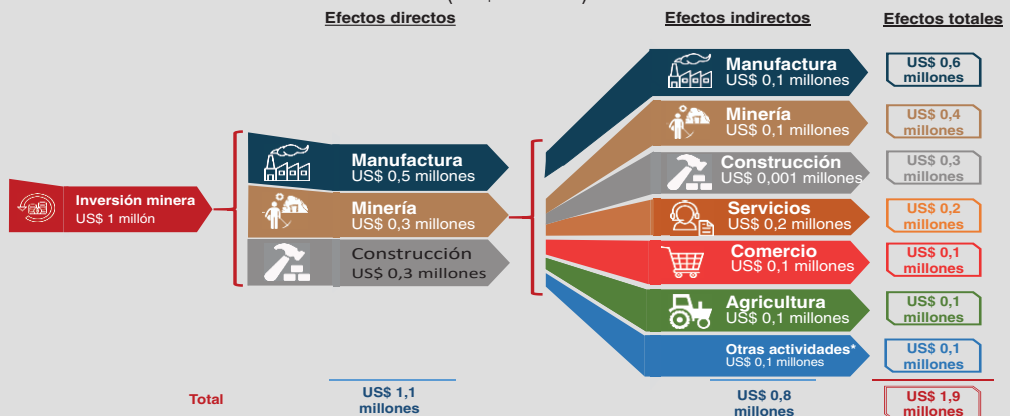 Efectos directos
Efectos indirectos
Efectos totales
Inversión minera
US$ 1 millón
Manufactura
US$ 0,5 millones
Minería
US$ 0,3 millones
Construcción
US$ 0,3 millones
Manufactura
US$ 0,1 millones
Minería
US$ 0,1 millones
Construcción
US$ 0,001 millones
Servicios
US$ 0,2 millones
Comercio
US$ 0,1 millones
Agricultura
US$ 0,1 millones
Otras actividades*
US$ 0,1 millones
US$ 0,6
millones
US$ 0,4
millones
US$ 0,3
millones
US$ 0,2
millones
US$ 0,1
millones
US$ 0,1
millones
US$ 0,1
millones
Total
US$ 1,1
millones
US$ 0,8
millones
US$ 1,9
millones